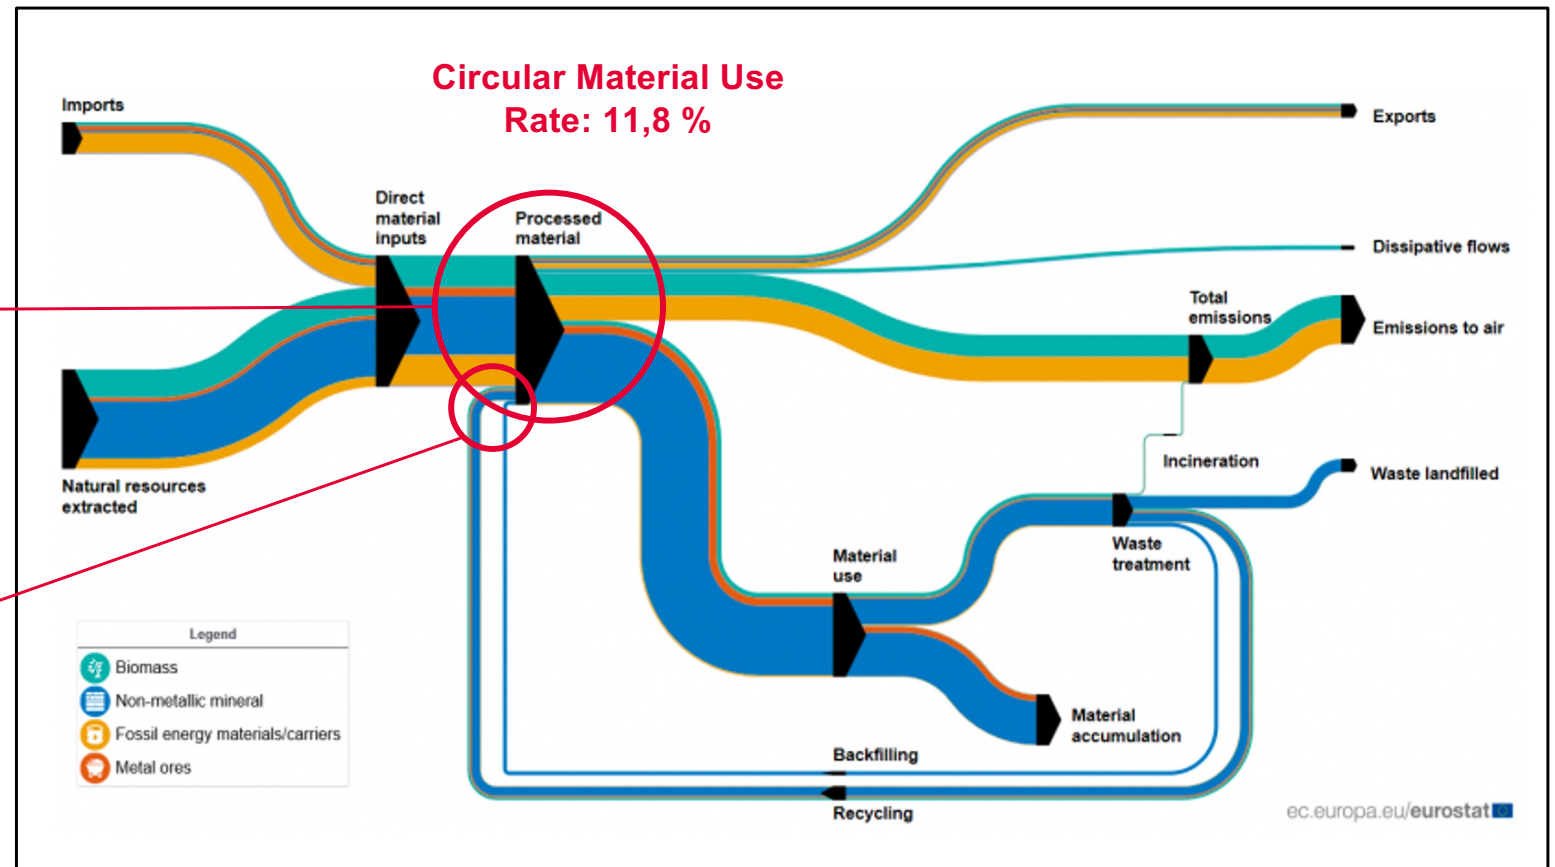 Circular Material Use
Rate: 11,8 %
Imports
Exports
Direct
material
inputs
Processed
material
Dissipative flows
Total
emissions
Emissions to air
Natural resources
extracted
Incineration
Waste landfilled
Waste
treatment
Material
use
Legend
Biomass
Non-metallic mineral
Fossil energy materials/carriers
Metal ores
Material
accumulation
Backfilling
Recycling
ec.europa.eu/eurostat